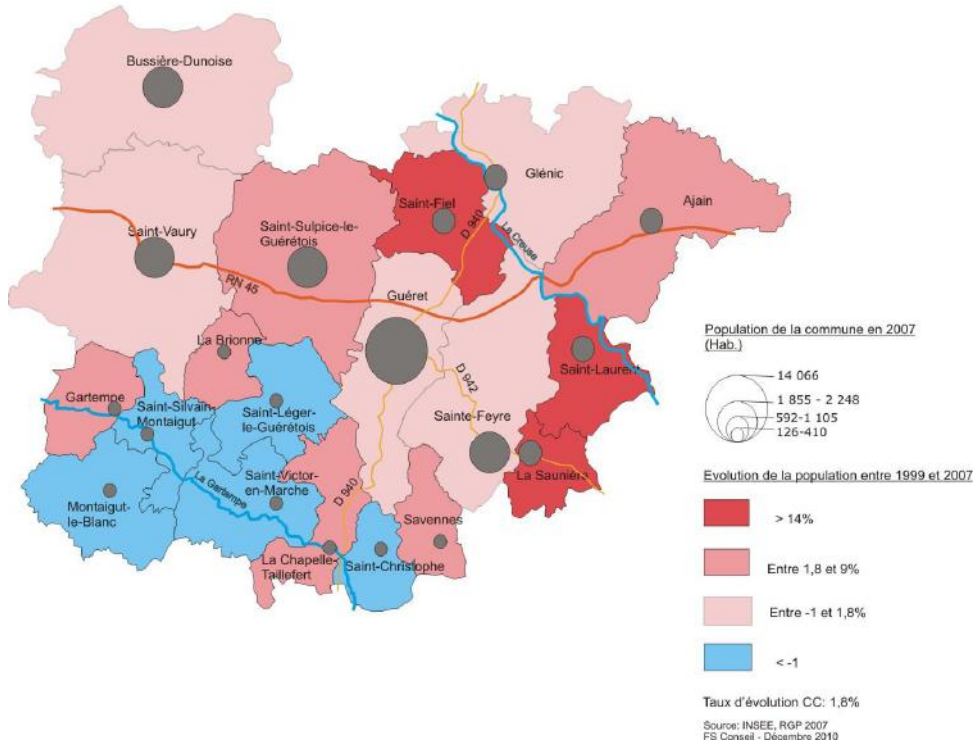 Bussière-Dunoise
Glénic
Ajain
Saint-Fiel
D 940
La Creuse
Saint-Vaury
Saint-Sulpice-le-
Guérétois
RN 45
Guéret
La Brionne
D 942
Saint-Laurent
Gartempe
Saint-Silvain-
Montaigut
Saint-Léger-
le-Guérétois
Sainte-Feyre
La Saunière
La Gartempe
Saint-Victor-
en-Marche
D 940
Montaigut-
le-Blanc
Savennes
La Chapelle-
Taillefert
Saint-Christophe
Population de la commune en 2007
(Hab.)
14 066
1 855 - 2 248
592-1 105
126-410
Evolution de la population entre 1999 et 2007
> 14%
Entre 1,8 et 9%
Entre -1 et 1,8%
< -1
Taux d'évolution CC: 1,8%
Source: INSEE, RGP 2007
FS Conseil - Décembre 2010